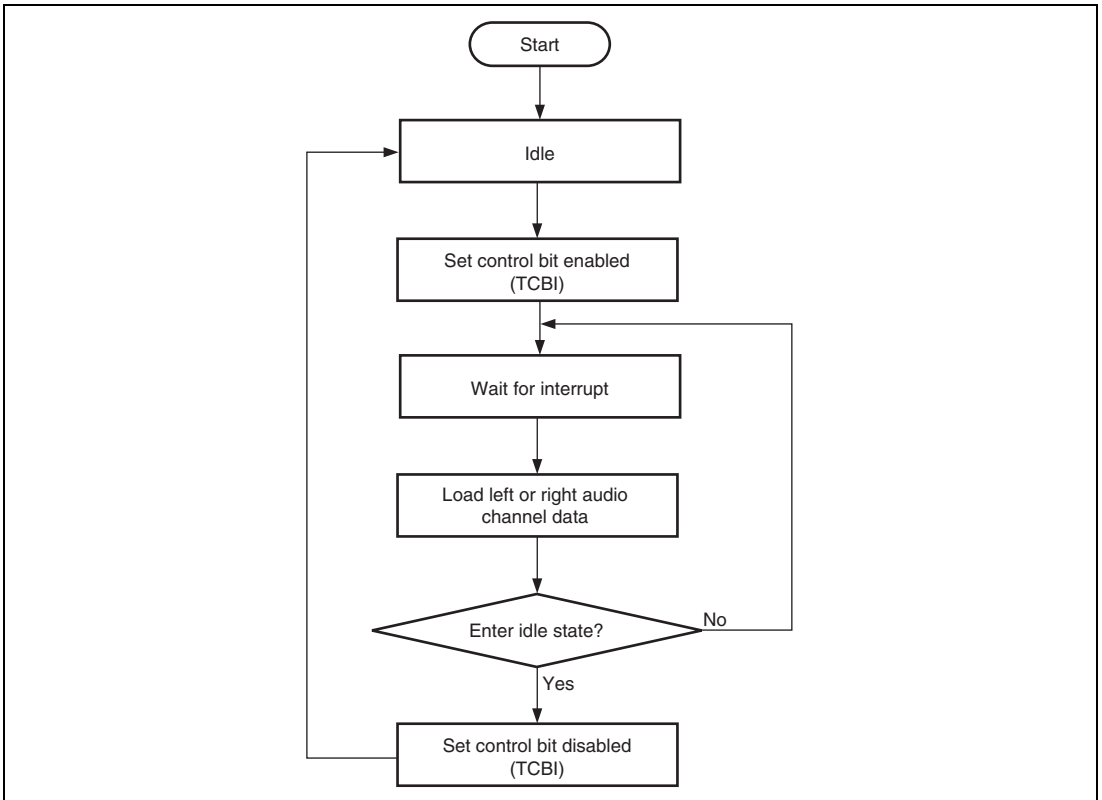 Start
Idle
Set control bit enabled
(TCBI)
Wait for interrupt
Load left or right audio
channel data
Enter idle state?
No
Yes
Set control bit disabled
(TCBI)